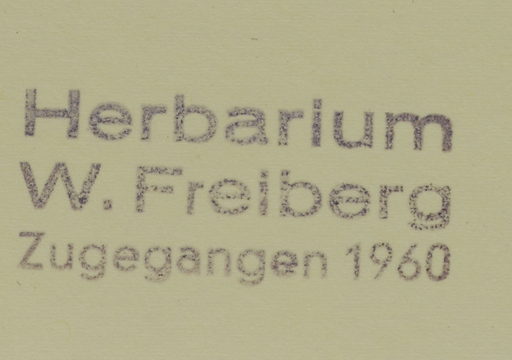 Herbarium
W. Freiberg
Zugegangen 1960